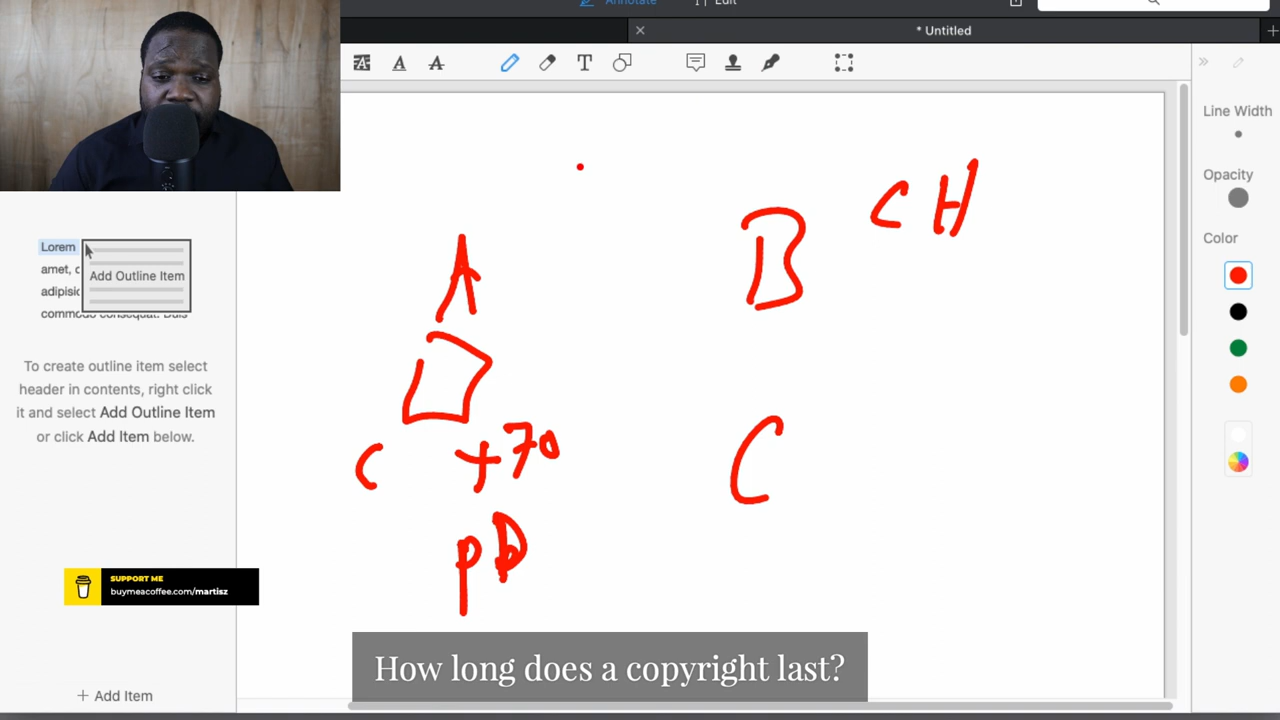 Annotate
Edit
* Untitled
Line Width
Opacity
Color
Lorem
amet, c
adipisi
Add Outline Item
To create outline item select
header in contents, right click
it and select Add Outline Item
or click Add Item below.
A
B
C H
C +70
C
PD
SUPPORT ME
buymeacoffee.com/martisz
How long does a copyright last?
+ Add Item